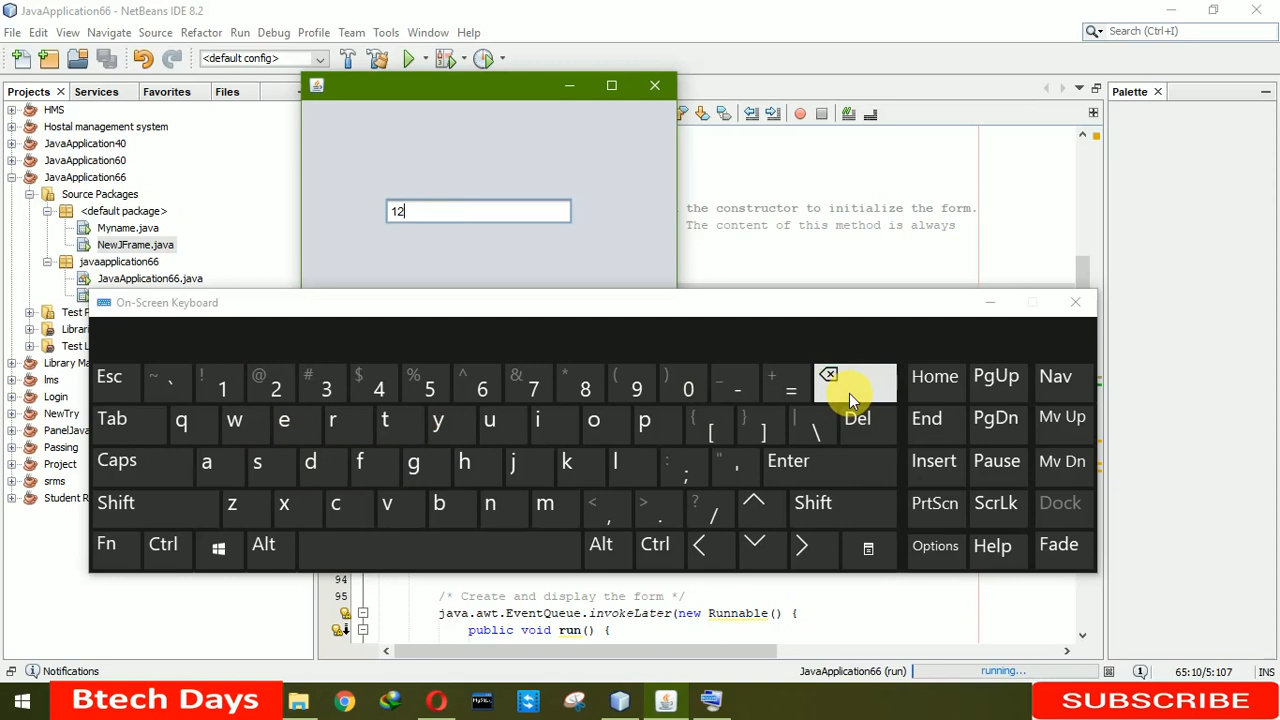 JavaApplication66 - NetBeans IDE 8.2
File Edit View Navigate Source Refactor Run Debug Profile Team Tools Window Help
Search (Ctrl+I)
<default config>
Projects Services Favorites Files
Palette
HMS
Hostal management system
JavaApplication40
JavaApplication60
JavaApplication66
Source Packages
<default package>
Myname.java
NewJFrame.java
javaapplication66
JavaApplication66.java
Test P
Librari
Test L
Library Ma
lms
Login
NewTry
PanelJava
Passing
Project
srms
Student R
12
the constructor to initialize the form.
The content of this method is always
On-Screen Keyboard
Esc ~ ` ! 1 @ 2 # 3 $ 4 % 5 ^ 6 & 7 * 8 ( 9 ) 0 _ - + = Home PgUp Nav
Tab q w e r t y u i o p { [ } ] | \ Del End PgDn Mv Up
Caps a s d f g h j k l : ; " ' Enter Insert Pause Mv Dn
Shift z x c v b n m < , > . ? / Shift PrtScn ScrLk Dock
Fn Ctrl Alt Alt Ctrl Options Help Fade
94
95 /* Create and display the form */
java.awt.EventQueue.invokeLater(new Runnable() {
public void run() {
Notifications
JavaApplication66 (run) running... 65:10/5:107 INS
Btech Days
SUBSCRIBE